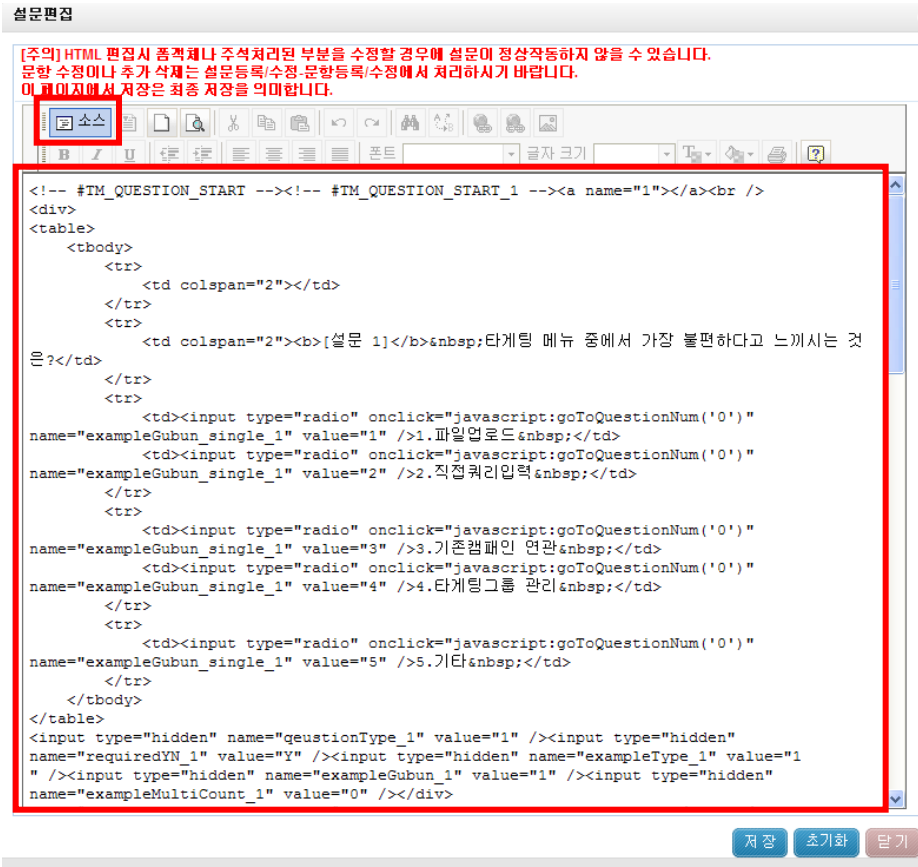 설문편집
[주의] HTML 편집시 폼객체나 주석처리된 부분을 수정할 경우에 설문이 정상작동하지 않을 수 있습니다.
문항 수정이나 추가 삭제는 설문등록/수정-문항등록/수정에서 처리하시기 바랍니다.
이 페이지에서 저장은 최종 저장을 의미합니다.
소스
B I U 폰트 글자 크기
<!-- #TM_QUESTION_START --><!-- #TM_QUESTION_START_1 --><a name="1"></a><br />
<div>
<table>
    <tbody>
        <tr>
            <td colspan="2"></td>
        </tr>
        <tr>
            <td colspan="2"><b>[설문 1]</b>&nbsp;타게팅 메뉴 중에서 가장 불편하다고 느끼시는 것
은?</td>
        </tr>
        <tr>
            <td><input type="radio" onclick="javascript:goToQuestionNum('0')"
name="exampleGubun_single_1" value="1" />1.파일업로드&nbsp;</td>
            <td><input type="radio" onclick="javascript:goToQuestionNum('0')"
name="exampleGubun_single_1" value="2" />2.직접쿼리입력&nbsp;</td>
        </tr>
        <tr>
            <td><input type="radio" onclick="javascript:goToQuestionNum('0')"
name="exampleGubun_single_1" value="3" />3.기존캠패인 연관&nbsp;</td>
            <td><input type="radio" onclick="javascript:goToQuestionNum('0')"
name="exampleGubun_single_1" value="4" />4.타게팅그룹 관리&nbsp;</td>
        </tr>
        <tr>
            <td><input type="radio" onclick="javascript:goToQuestionNum('0')"
name="exampleGubun_single_1" value="5" />5.기타&nbsp;</td>
        </tr>
    </tbody>
</table>
<input type="hidden" name="qeustionType_1" value="1" /><input type="hidden"
name="requiredYN_1" value="Y" /><input type="hidden" name="exampleType_1" value="1
" /><input type="hidden" name="exampleGubun_1" value="1" /><input type="hidden"
name="exampleMultiCount_1" value="0" /></div>
저 장 초기화 닫 기